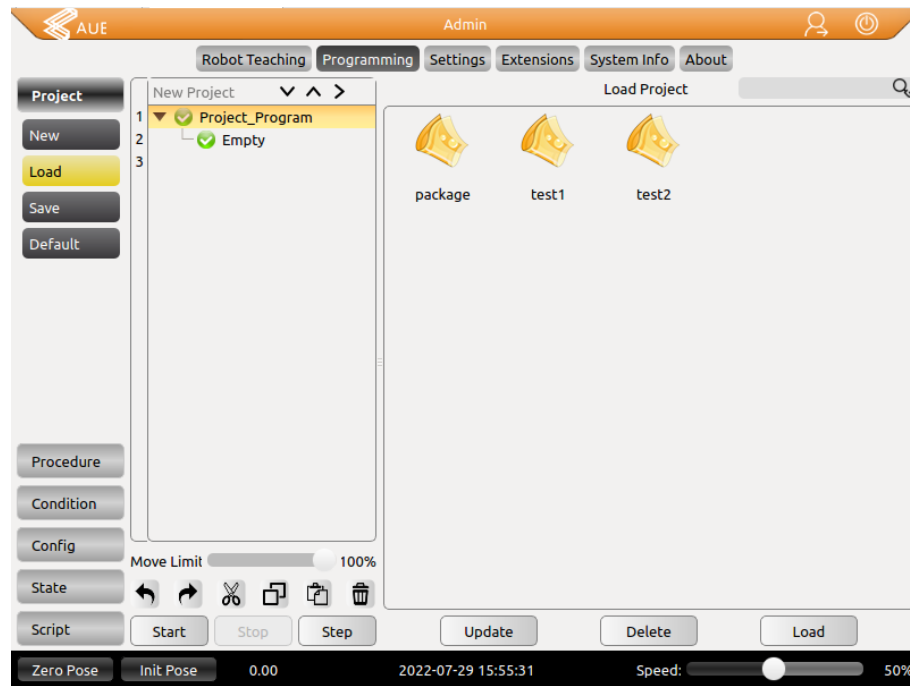 AUE
Admin
Robot Teaching Programming Settings Extensions System Info About
Project
New
Load
Save
Default
Procedure
Condition
Config
State
Script
New Project
1 Project_Program
2 Empty
3
Move Limit 100%
Start Stop Step
Load Project
package test1 test2
Update Delete Load
Zero Pose Init Pose 0.00 2022-07-29 15:55:31 Speed: 50%